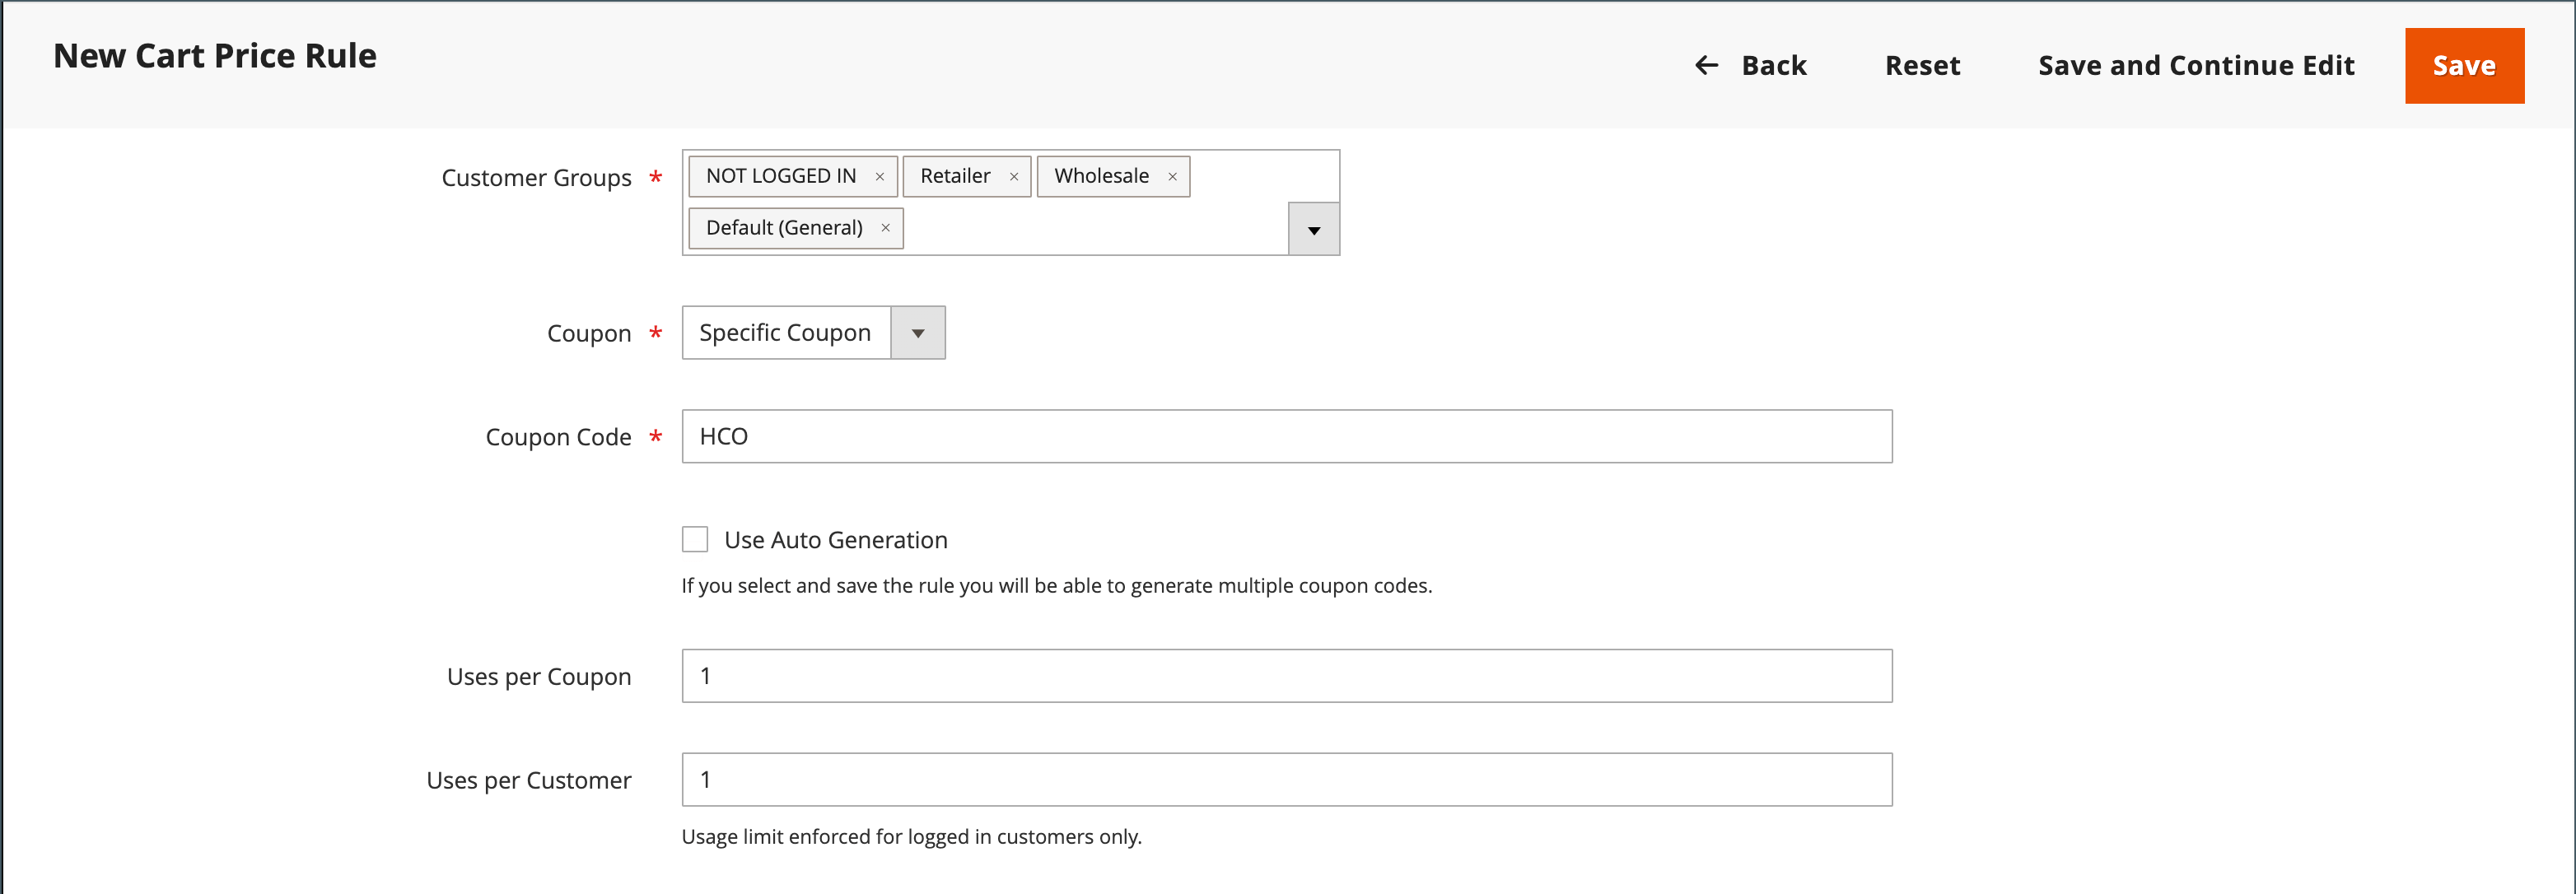 New Cart Price Rule
← Back Reset Save and Continue Edit Save
Customer Groups * NOT LOGGED IN × Retailer × Wholesale ×
Default (General) ×
Coupon * Specific Coupon
Coupon Code * HCO
Use Auto Generation
If you select and save the rule you will be able to generate multiple coupon codes.
Uses per Coupon 1
Uses per Customer 1
Usage limit enforced for logged in customers only.